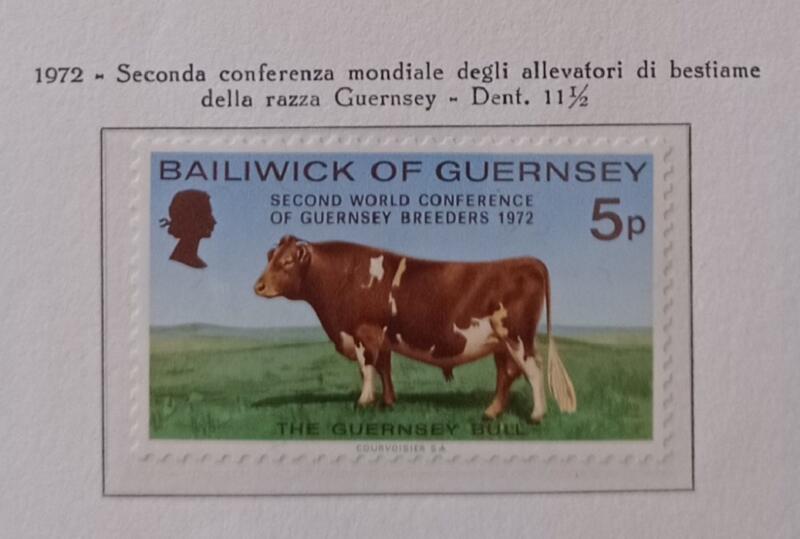 1972 - Seconda conferenza mondiale degli allevatori di bestiame
della razza Guernsey - Dent. 11½
BAILIWICK OF GUERNSEY
SECOND WORLD CONFERENCE
OF GUERNSEY BREEDERS 1972
5p
THE GUERNSEY BULL
COURVOISIER S.A.